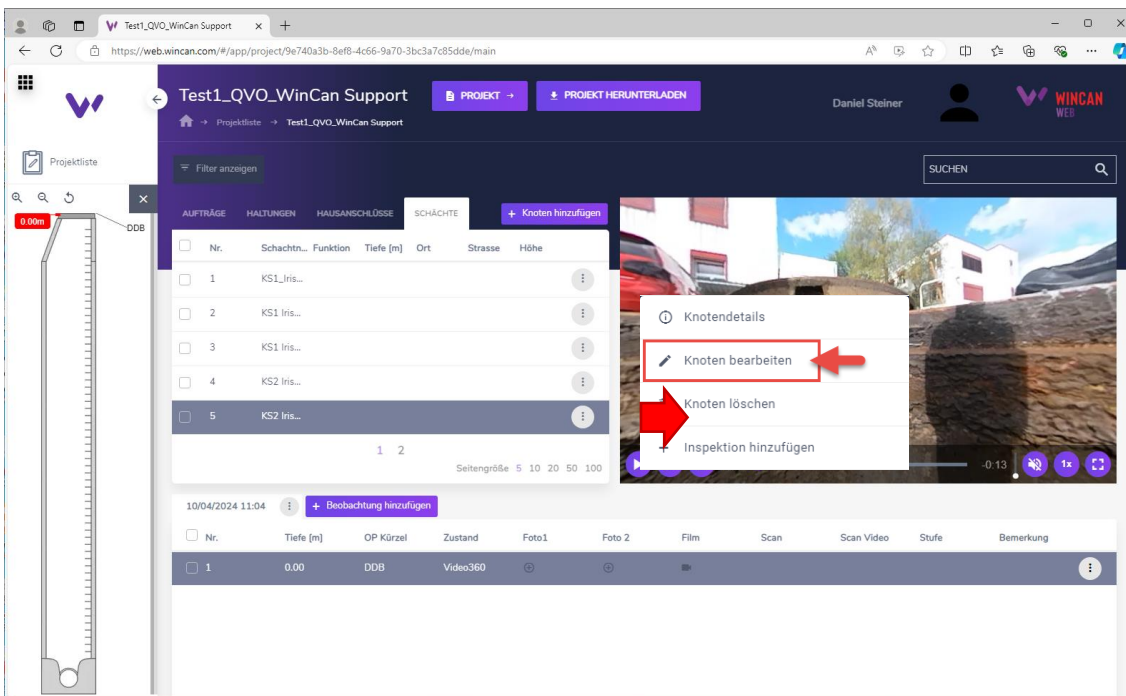 Test1_QVO_WinCan Support
https://web.wincan.com/#/app/project/9e740a3b-8ef8-4c66-9a70-3bc3a7c85dde/main
Test1_QVO_WinCan Support
PROJEKT →
PROJEKT HERUNTERLADEN
Daniel Steiner
WINCAN
WEB
→ Projektliste → Test1_QVO_WinCan Support
Projektliste
Filter anzeigen
SUCHEN
0.00m
DDB
AUFTRÄGE HALTUNGEN HAUSANSCHLÜSSE SCHÄCHTE + Knoten hinzufügen
Nr. Schachtn... Funktion Tiefe [m] Ort Strasse Höhe
1 KS1_Iris...
2 KS1 Iris...
3 KS1 Iris...
4 KS2 Iris...
5 KS2 Iris...
1 2
Seitengröße 5 10 20 50 100
Knotendetails
Knoten bearbeiten
Knoten löschen
+ Inspektion hinzufügen
-0:13
1x
10/04/2024 11:04 + Beobachtung hinzufügen
Nr. Tiefe [m] OP Kürzel Zustand Foto1 Foto 2 Film Scan Scan Video Stufe Bemerkung
1 0.00 DDB Video360